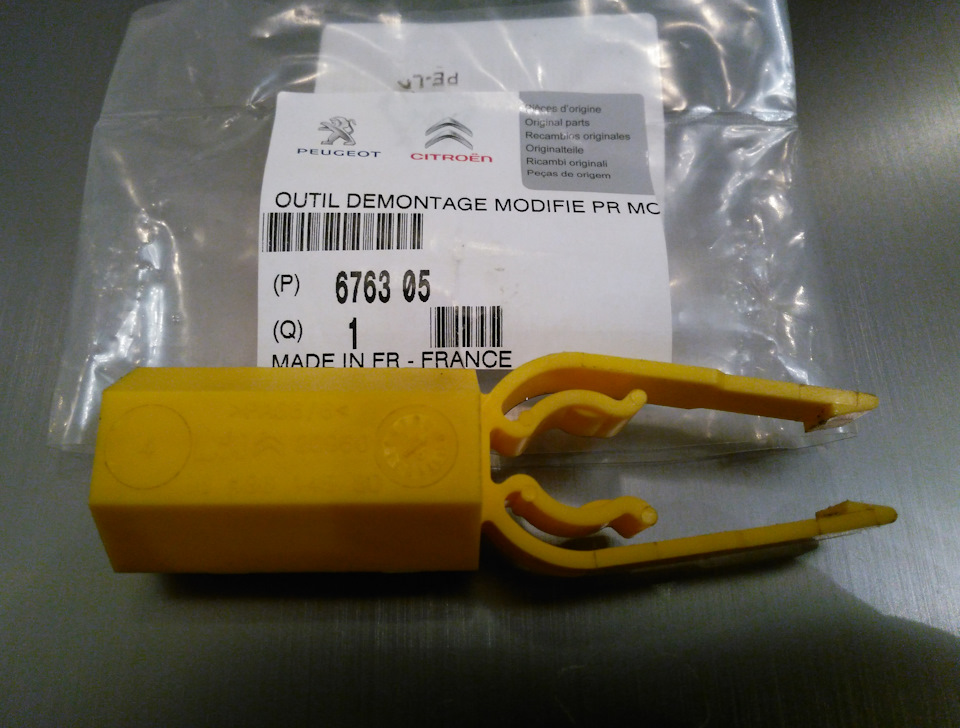 PEUGEOT
CITROËN
Pièces d'origine
Original parts
Recambios originales
Originalteile
Ricambi originali
Peças de origem
OUTIL DEMONTAGE MODIFIE PR MO
(P) 6763 05
(Q) 1
MADE IN FR - FRANCE